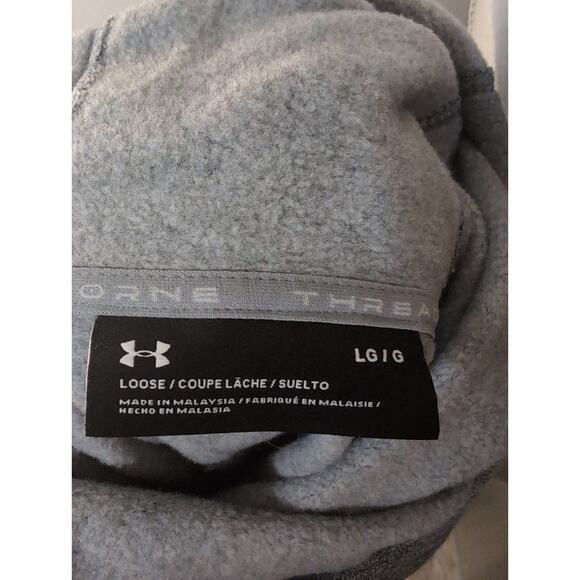 ORNE THREA
LG/G
LOOSE / COUPE LÂCHE / SUELTO
MADE IN MALAYSIA / FABRIQUÉ EN MALAISIE /
HECHO EN MALASIA